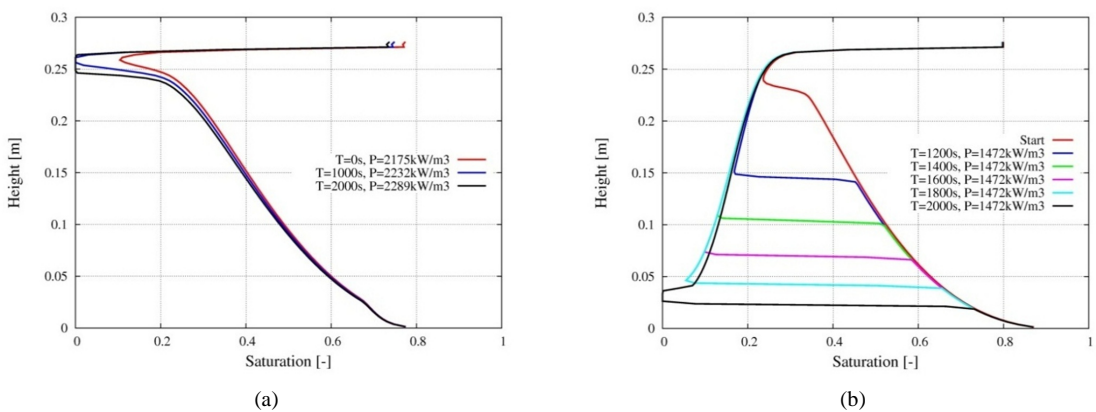 0.3
0.25
0.2
0.15
0.1
0.05
0
Height [m]
T=0s, P=2175kW/m3
T=1000s, P=2232kW/m3
T=2000s, P=2289kW/m3
0 0.2 0.4 0.6 0.8 1
Saturation [-]
(a)
0.3
0.25
0.2
0.15
0.1
0.05
0
Height [m]
Start
T=1200s, P=1472kW/m3
T=1400s, P=1472kW/m3
T=1600s, P=1472kW/m3
T=1800s, P=1472kW/m3
T=2000s, P=1472kW/m3
0 0.2 0.4 0.6 0.8 1
Saturation [-]
(b)